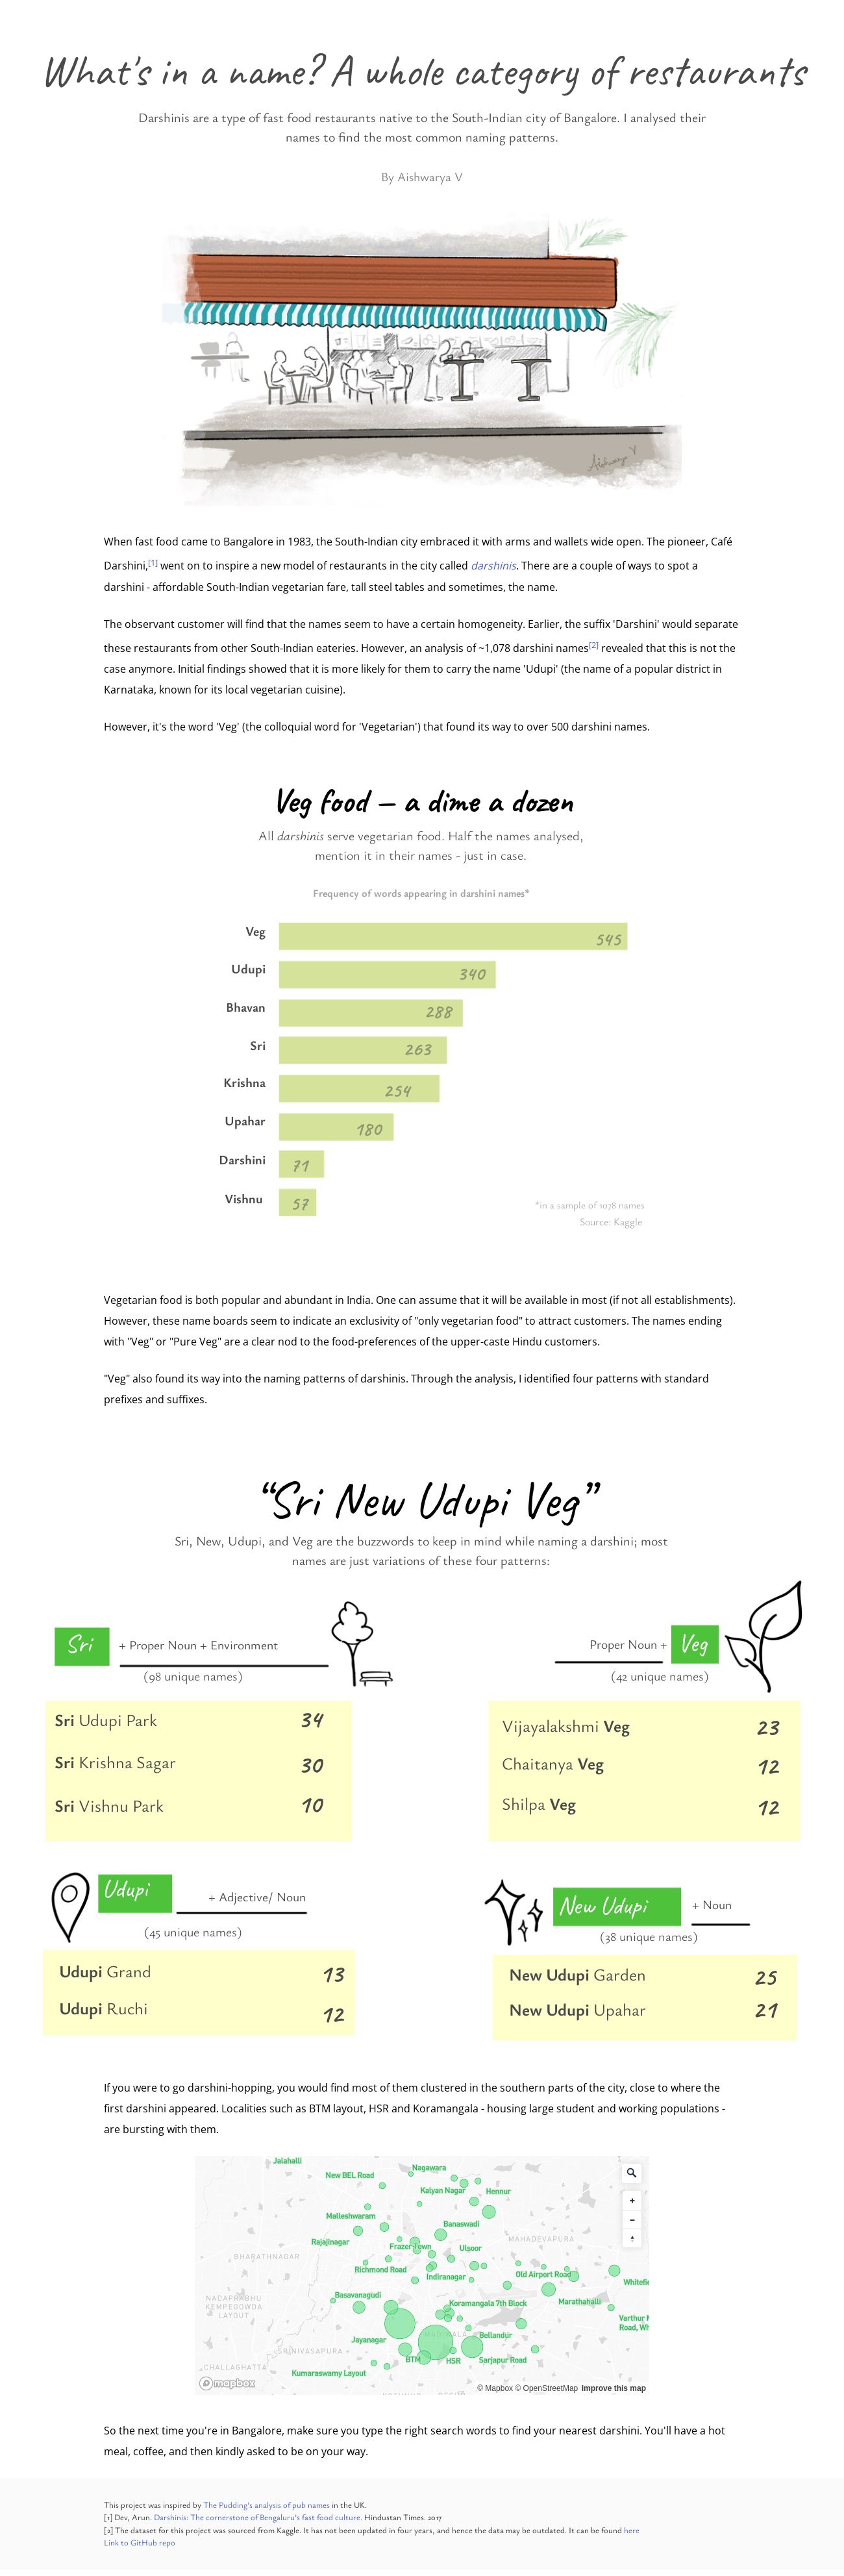 What's in a name? A whole category of restaurants
Darshinis are a type of fast food restaurants native to the South-Indian city of Bangalore. I analysed their
names to find the most common naming patterns.
By Aishwarya V
Aishwarya V
When fast food came to Bangalore in 1983, the South-Indian city embraced it with arms and wallets wide open. The pioneer, Café
Darshini,[1] went on to inspire a new model of restaurants in the city called darshinis. There are a couple of ways to spot a
darshini - affordable South-Indian vegetarian fare, tall steel tables and sometimes, the name.
The observant customer will find that the names seem to have a certain homogeneity. Earlier, the suffix 'Darshini' would separate
these restaurants from other South-Indian eateries. However, an analysis of ~1,078 darshini names[2] revealed that this is not the
case anymore. Initial findings showed that it is more likely for them to carry the name 'Udupi' (the name of a popular district in
Karnataka, known for its local vegetarian cuisine).
However, it's the word 'Veg' (the colloquial word for 'Vegetarian') that found its way to over 500 darshini names.
Veg food – a dime a dozen
All darshinis serve vegetarian food. Half the names analysed,
mention it in their names - just in case.
Frequency of words appearing in darshini names*
Veg 545
Udupi 340
Bhavan 288
Sri 263
Krishna 254
Upahar 180
Darshini 71
Vishnu 57
*in a sample of 1078 names
Source: Kaggle
Vegetarian food is both popular and abundant in India. One can assume that it will be available in most (if not all establishments).
However, these name boards seem to indicate an exclusivity of "only vegetarian food" to attract customers. The names ending
with "Veg" or "Pure Veg" are a clear nod to the food-preferences of the upper-caste Hindu customers.
"Veg" also found its way into the naming patterns of darshinis. Through the analysis, I identified four patterns with standard
prefixes and suffixes.
“Sri New Udupi Veg”
Sri, New, Udupi, and Veg are the buzzwords to keep in mind while naming a darshini; most
names are just variations of these four patterns:
Sri + Proper Noun + Environment
(98 unique names)
Sri Udupi Park 34
Sri Krishna Sagar 30
Sri Vishnu Park 10
Proper Noun + Veg
(42 unique names)
Vijayalakshmi Veg 23
Chaitanya Veg 12
Shilpa Veg 12
Udupi + Adjective/ Noun
(45 unique names)
Udupi Grand 13
Udupi Ruchi 12
New Udupi + Noun
(38 unique names)
New Udupi Garden 25
New Udupi Upahar 21
If you were to go darshini-hopping, you would find most of them clustered in the southern parts of the city, close to where the
first darshini appeared. Localities such as BTM layout, HSR and Koramangala - housing large student and working populations -
are bursting with them.
Jalahalli
Nagawara
New BEL Road
Kalyan Nagar
Hennur
Malleshwaram
Banaswadi
Rajajinagar
Frazer Town
Ulsoor
MAHADEVAPURA
BHARATHNAGAR
Richmond Road
Indiranagar
Old Airport Road
Whitefie
Basavanagudi
NADAPRABHU
KEMPEGOWDA
LAYOUT
Koramangala 7th Block
Marathahalli
Varthur M
Road, Wh
Jayanagar
Bellandur
SRINIVASAPURA
BTM
HSR
Sarjapur Road
CHALLAGHATTA
Kumaraswamy Layout
mapbox
© Mapbox © OpenStreetMap Improve this map
So the next time you're in Bangalore, make sure you type the right search words to find your nearest darshini. You'll have a hot
meal, coffee, and then kindly asked to be on your way.
This project was inspired by The Pudding's analysis of pub names in the UK.
[1] Dev, Arun. Darshinis: The cornerstone of Bengaluru's fast food culture. Hindustan Times. 2017
[2] The dataset for this project was sourced from Kaggle. It has not been updated in four years, and hence the data may be outdated. It can be found here
Link to GitHub repo